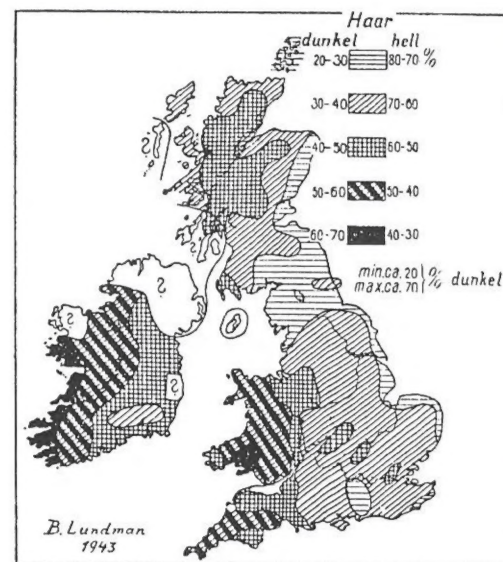 Haar
dunkel hell
20-30 80-70 %
30-40 70-60
40-50 60-50
50-60 50-40
60-70 40-30
min. ca. 20 } % dunkel
max. ca. 70
?
?
?
?
?
?
?
B. Lundman
1943